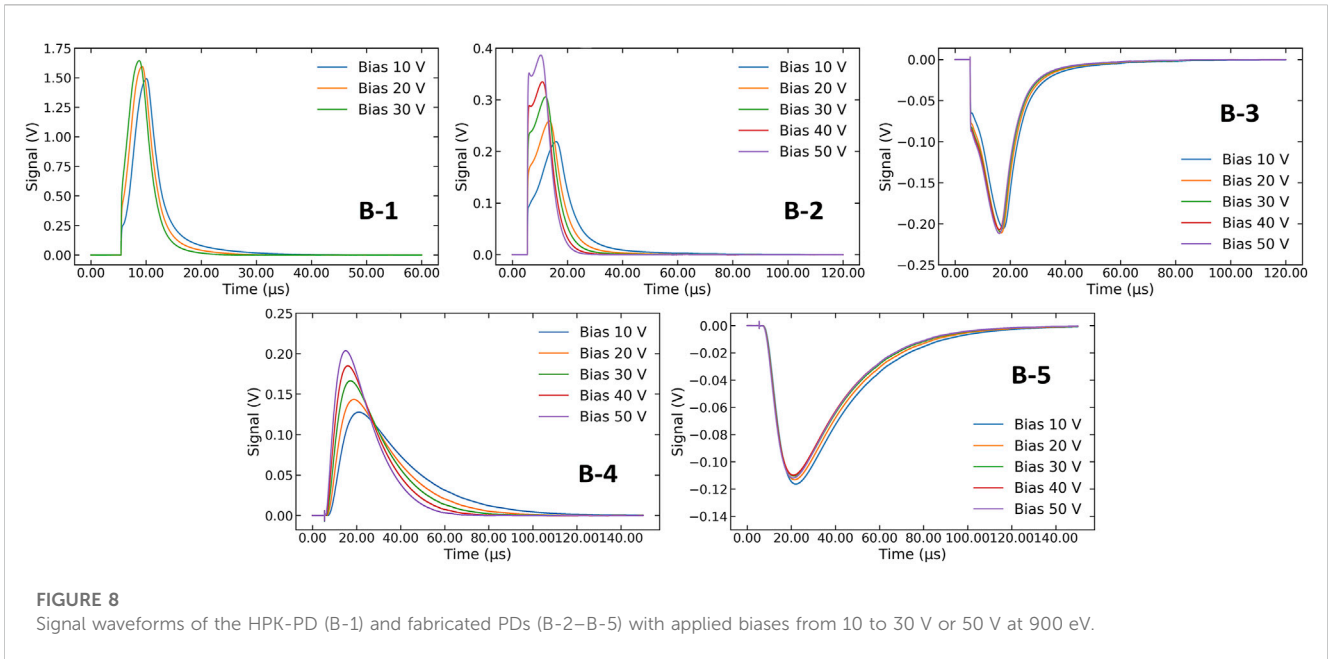 1.75
1.50
1.25
1.00
0.75
0.50
0.25
0.00
Signal (V)
Bias 10 V
Bias 20 V
Bias 30 V
B-1
0.00 10.00 20.00 30.00 40.00 50.00 60.00
Time (μs)
0.4
0.3
0.2
0.1
0.0
Signal (V)
Bias 10 V
Bias 20 V
Bias 30 V
Bias 40 V
Bias 50 V
B-2
0.00 20.00 40.00 60.00 80.00 100.00 120.00
Time (μs)
0.00
−0.05
−0.10
−0.15
−0.20
−0.25
Signal (V)
B-3
Bias 10 V
Bias 20 V
Bias 30 V
Bias 40 V
Bias 50 V
0.00 20.00 40.00 60.00 80.00 100.00 120.00
Time (μs)
0.25
0.20
0.15
0.10
0.05
0.00
Signal (V)
Bias 10 V
Bias 20 V
Bias 30 V
Bias 40 V
Bias 50 V
B-4
0.00 20.00 40.00 60.00 80.00 100.00 120.00 140.00
Time (μs)
−0.00
−0.02
−0.04
−0.06
−0.08
−0.10
−0.12
−0.14
Signal (V)
B-5
Bias 10 V
Bias 20 V
Bias 30 V
Bias 40 V
Bias 50 V
0.00 20.00 40.00 60.00 80.00 100.00 120.00 140.00
Time (μs)
FIGURE 8
Signal waveforms of the HPK-PD (B-1) and fabricated PDs (B-2–B-5) with applied biases from 10 to 30 V or 50 V at 900 eV.